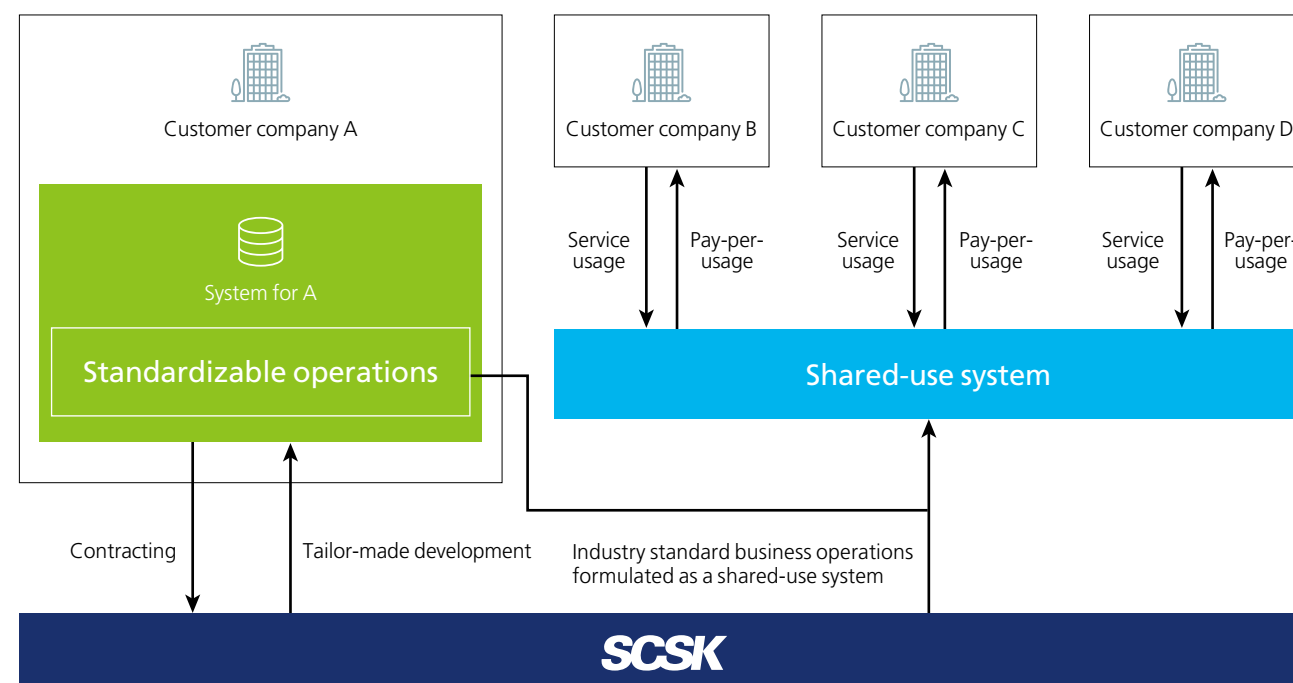 Customer company A
Customer company B
Customer company C
Customer company D
System for A
Standardizable operations
Service
usage
Pay-per-
usage
Service
usage
Pay-per-
usage
Service
usage
Pay-per-
usage
Shared-use system
Contracting
Tailor-made development
Industry standard business operations
formulated as a shared-use system
SCSK